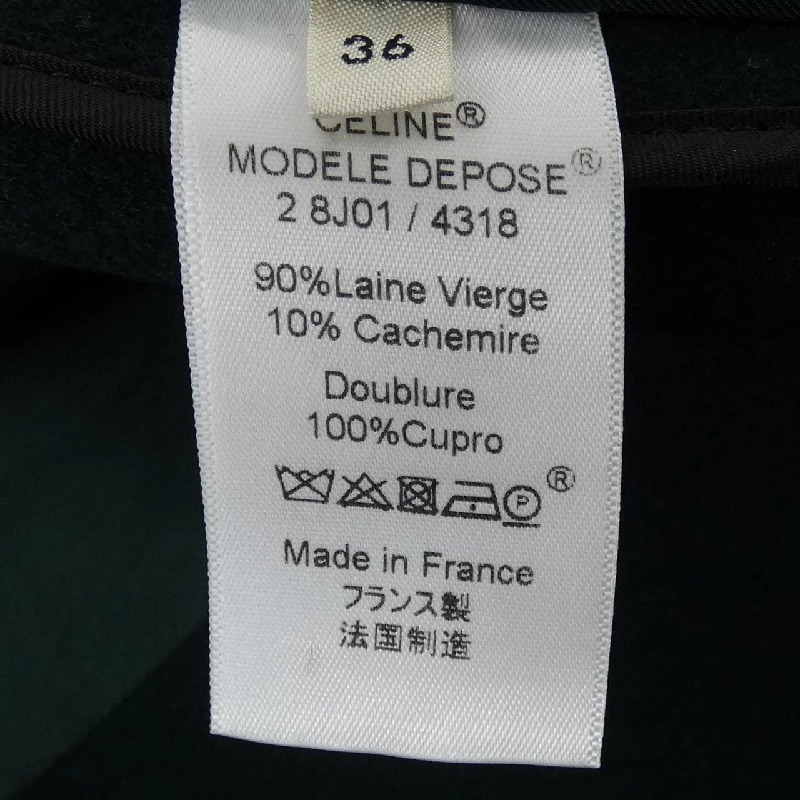 36
CELINE®
MODELE DEPOSE®
2 8J01 / 4318
90%Laine Vierge
10% Cachemire
Doublure
100%Cupro
P ®
Made in France
フランス製
法国制造